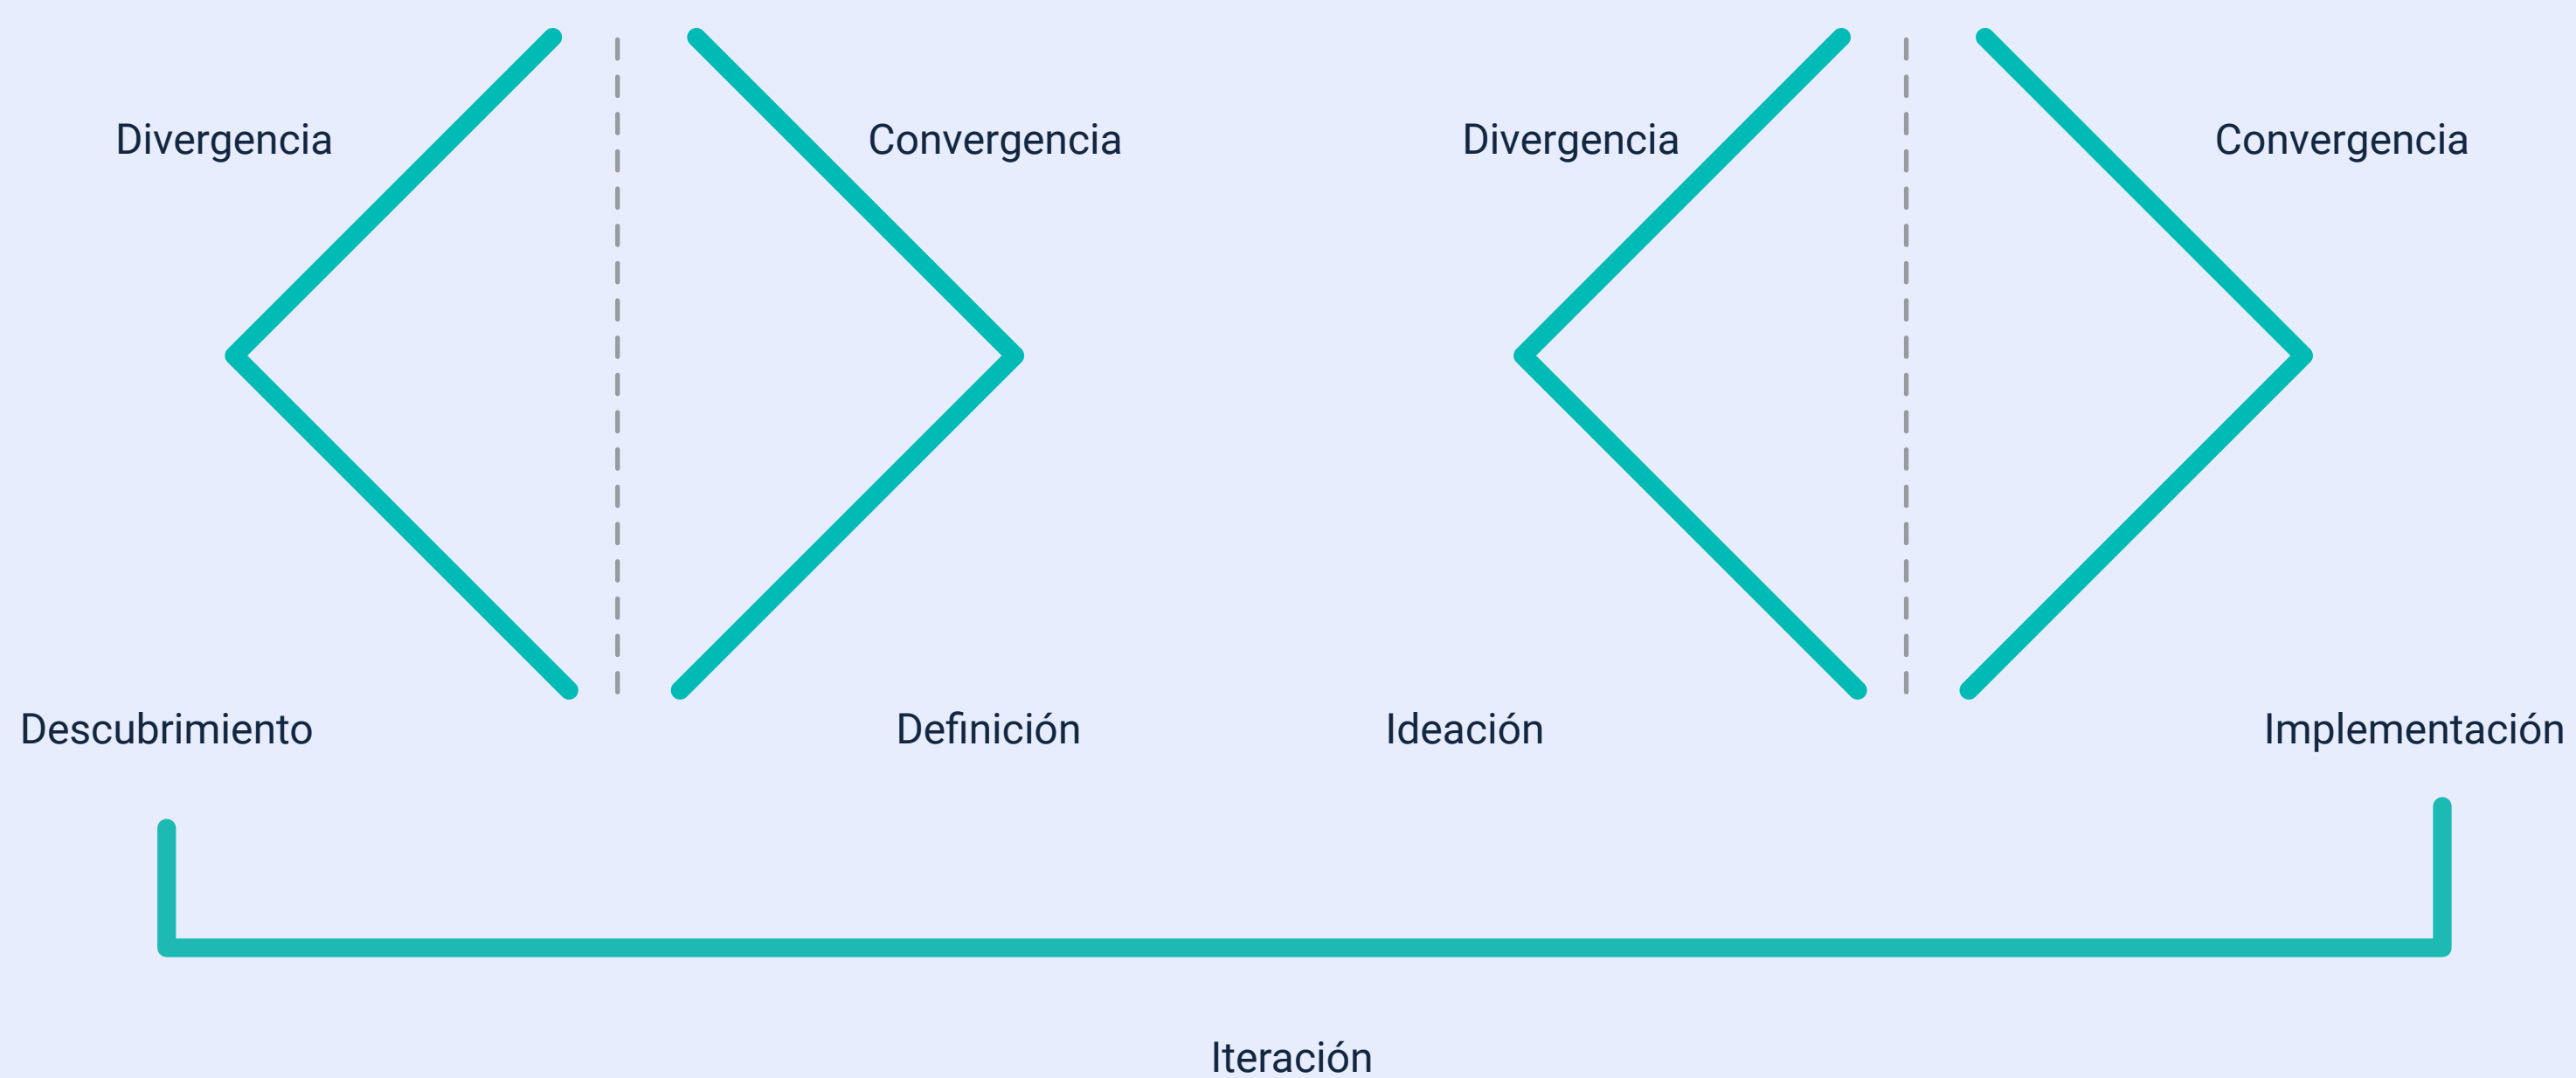 Divergencia
Convergencia
Divergencia
Convergencia
Descubrimiento
Definición
Ideación
Implementación
Iteración